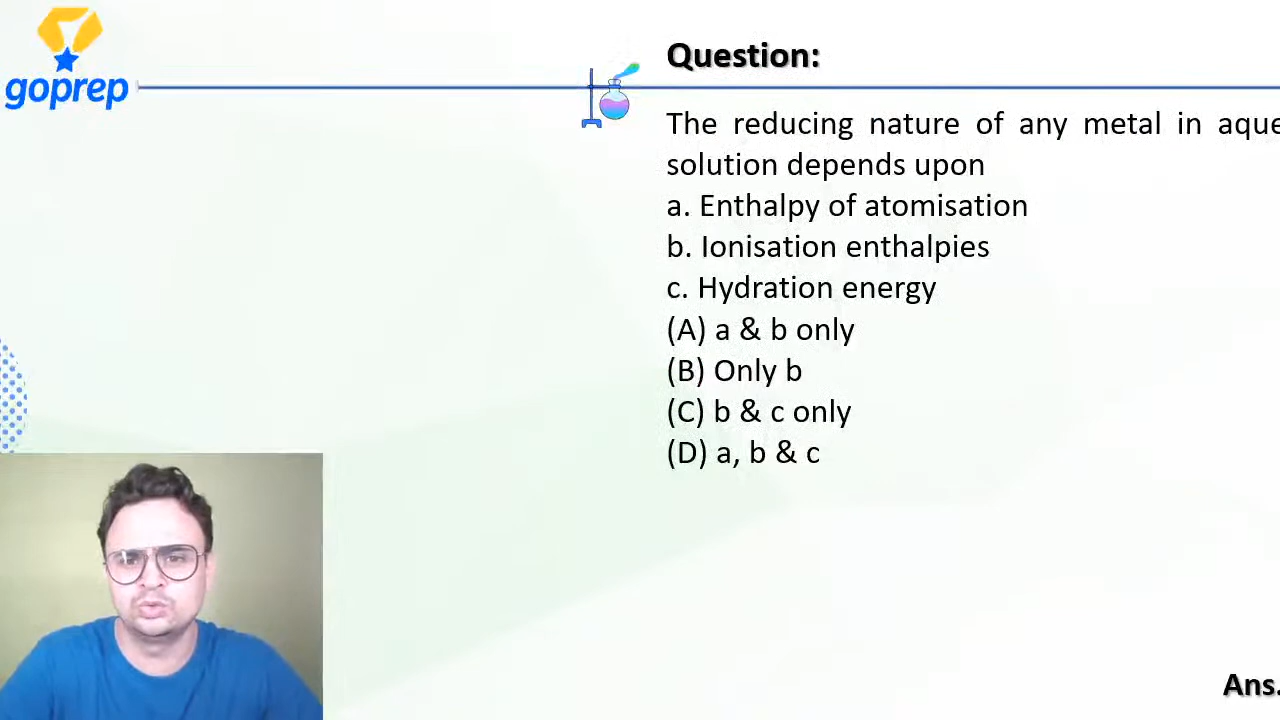 goprep
Question:
The reducing nature of any metal in aque
solution depends upon
a. Enthalpy of atomisation
b. Ionisation enthalpies
c. Hydration energy
(A) a & b only
(B) Only b
(C) b & c only
(D) a, b & c
Ans.